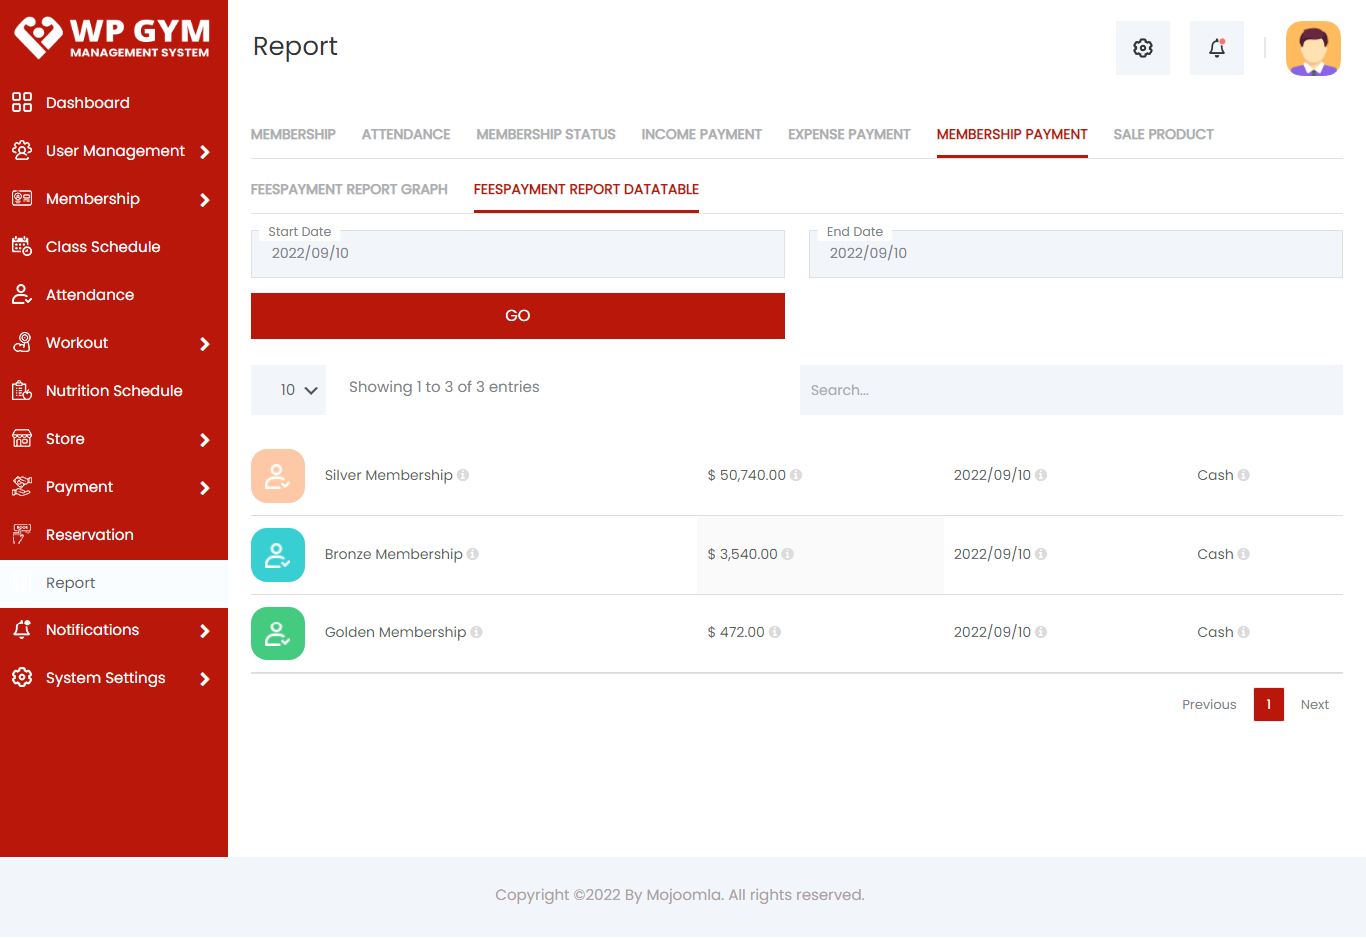 WP GYM
MANAGEMENT SYSTEM
Dashboard
User Management
Membership
Class Schedule
Attendance
Workout
Nutrition Schedule
Store
Payment
Reservation
Report
Notifications
System Settings
Report
MEMBERSHIP ATTENDANCE MEMBERSHIP STATUS INCOME PAYMENT EXPENSE PAYMENT MEMBERSHIP PAYMENT SALE PRODUCT
FEESPAYMENT REPORT GRAPH FEESPAYMENT REPORT DATATABLE
Start Date End Date
2022/09/10 2022/09/10
GO
10 Showing 1 to 3 of 3 entries Search...
Silver Membership $ 50,740.00 2022/09/10 Cash
Bronze Membership $ 3,540.00 2022/09/10 Cash
Golden Membership $ 472.00 2022/09/10 Cash
Previous 1 Next
Copyright ©2022 By Mojoomla. All rights reserved.